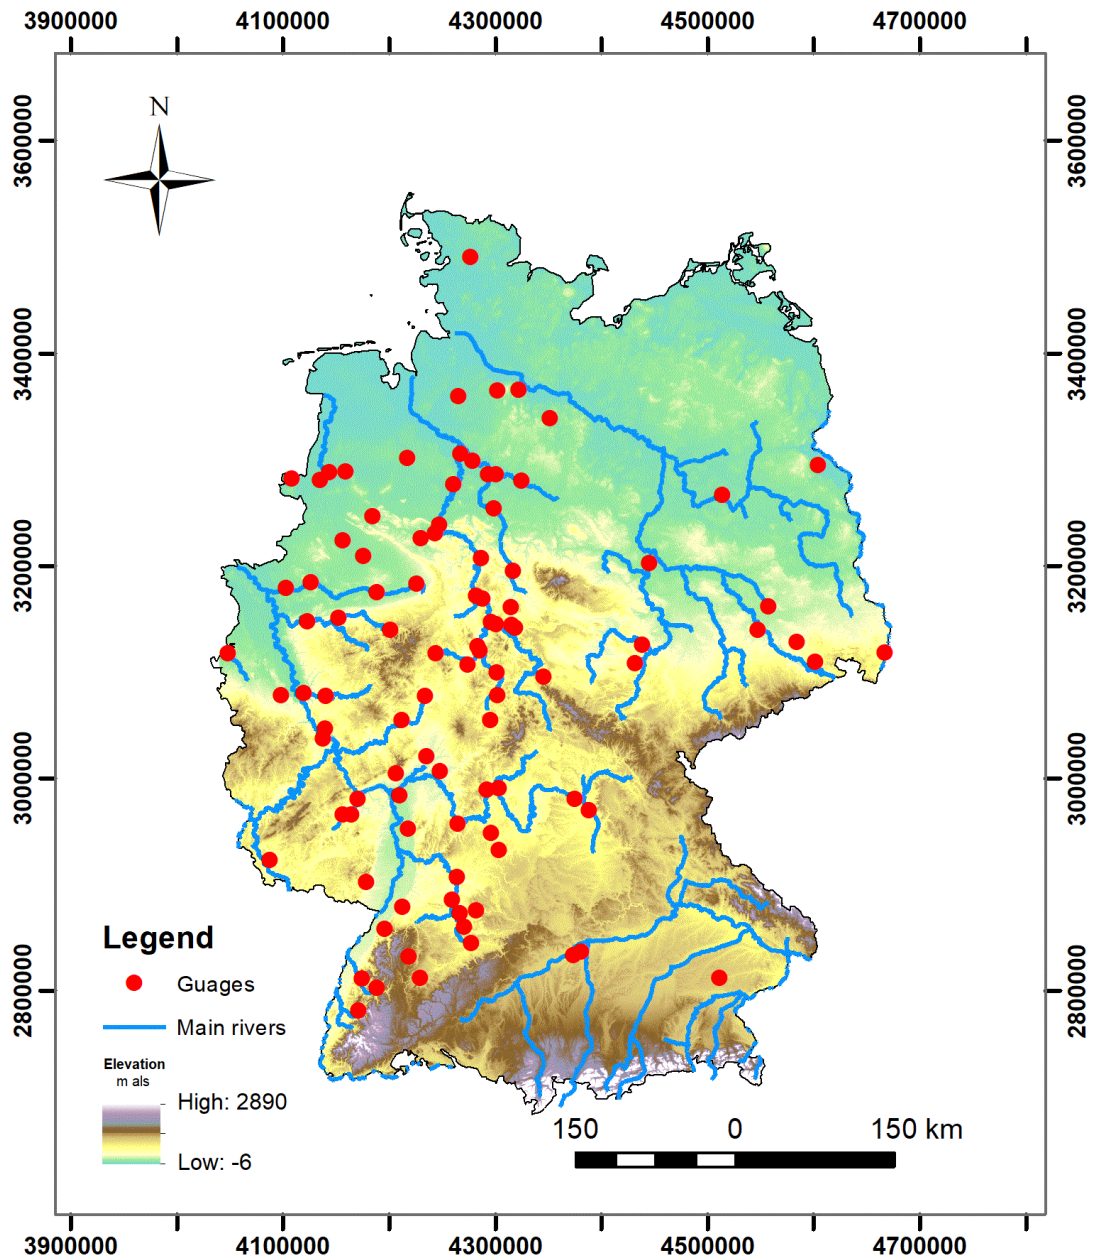 3900000 4100000 4300000 4500000 4700000
N
3600000 3600000
3400000 3400000
3200000 3200000
3000000 3000000
2800000 2800000
Legend
Guages
Main rivers
Elevation
m als
High: 2890
Low: -6
150 0 150 km
3900000 4100000 4300000 4500000 4700000